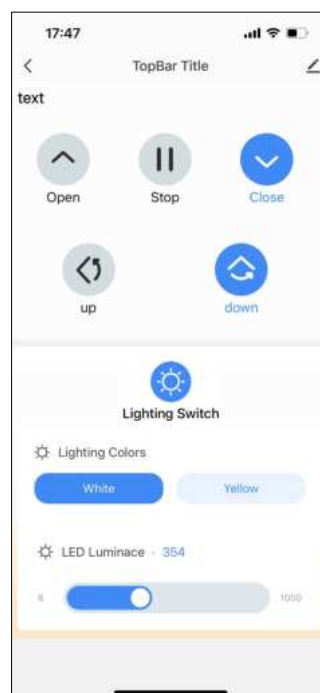 17:47
TopBar Title
text
Open Stop Close
up down
Lighting Switch
Lighting Colors
White Yellow
LED Luminace · 354
1000